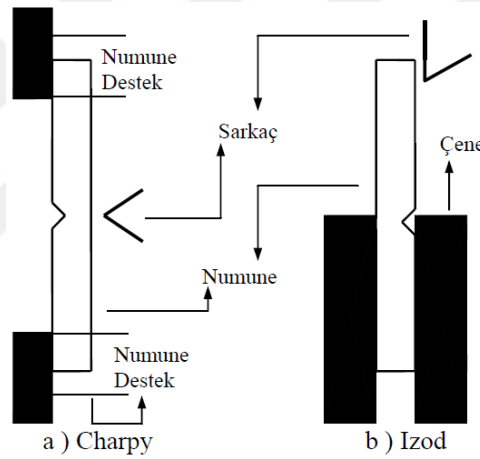 Numune
Destek
Sarkaç
Çene
Numune
Numune
Destek
a ) Charpy
b ) Izod